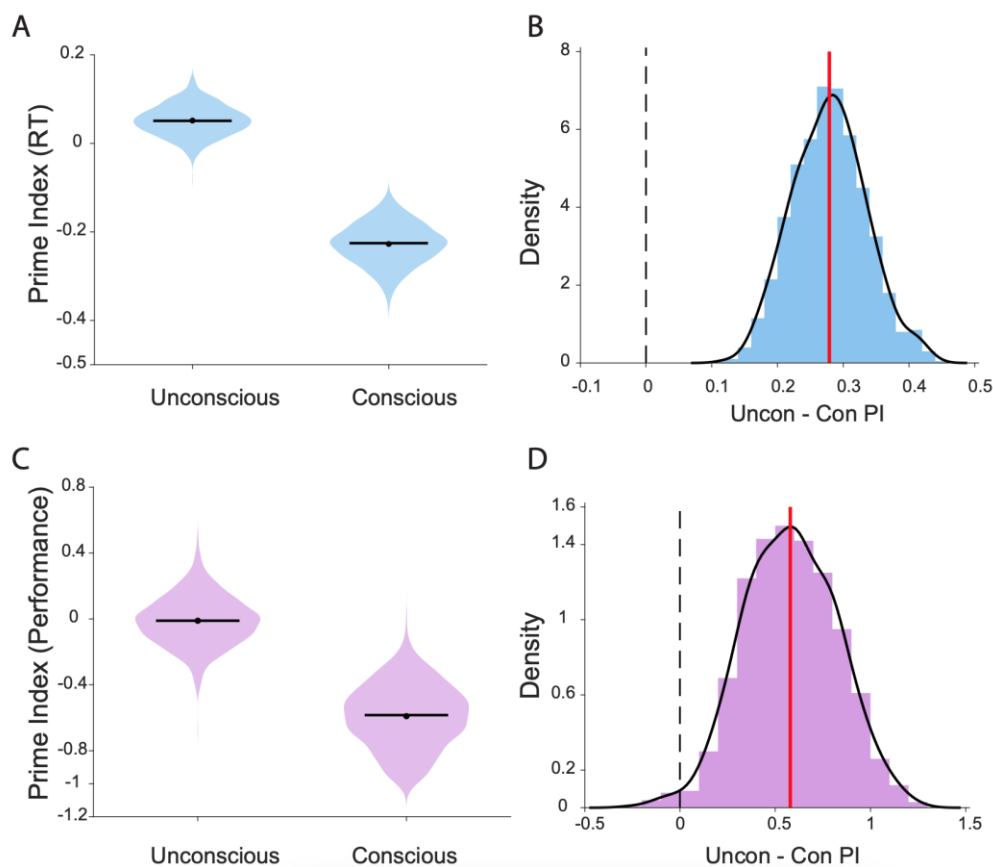 A
Prime Index (RT)
0.2
0
-0.2
-0.4
-0.5
Unconscious
Conscious
B
Density
8
6
4
2
0
-0.1
0
0.1
0.2
0.3
0.4
0.5
Uncon - Con PI
C
Prime Index (Performance)
0.8
0.4
0
-0.4
-0.8
-1
-1.2
Unconscious
Conscious
D
Density
1.6
1.4
1
0.6
0.2
0
-0.5
0
0.5
1
1.5
Uncon - Con PI